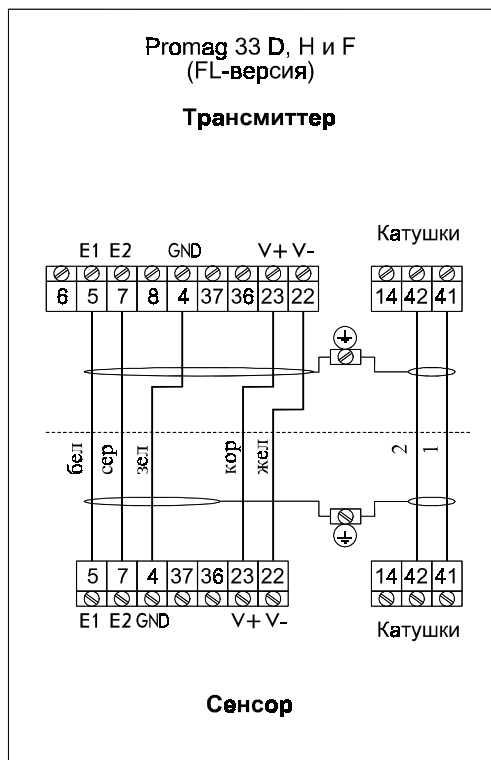 Promag 33 D, H и F
(FL-версия)
Трансмиттер
Катушки
E1 E2 GND V+ V-
6 5 7 8 4 37 36 23 22 14 42 41
бел сер зел кор жел 2 1
5 7 4 37 36 23 22 14 42 41
E1 E2 GND V+ V-
Катушки
Сенсор